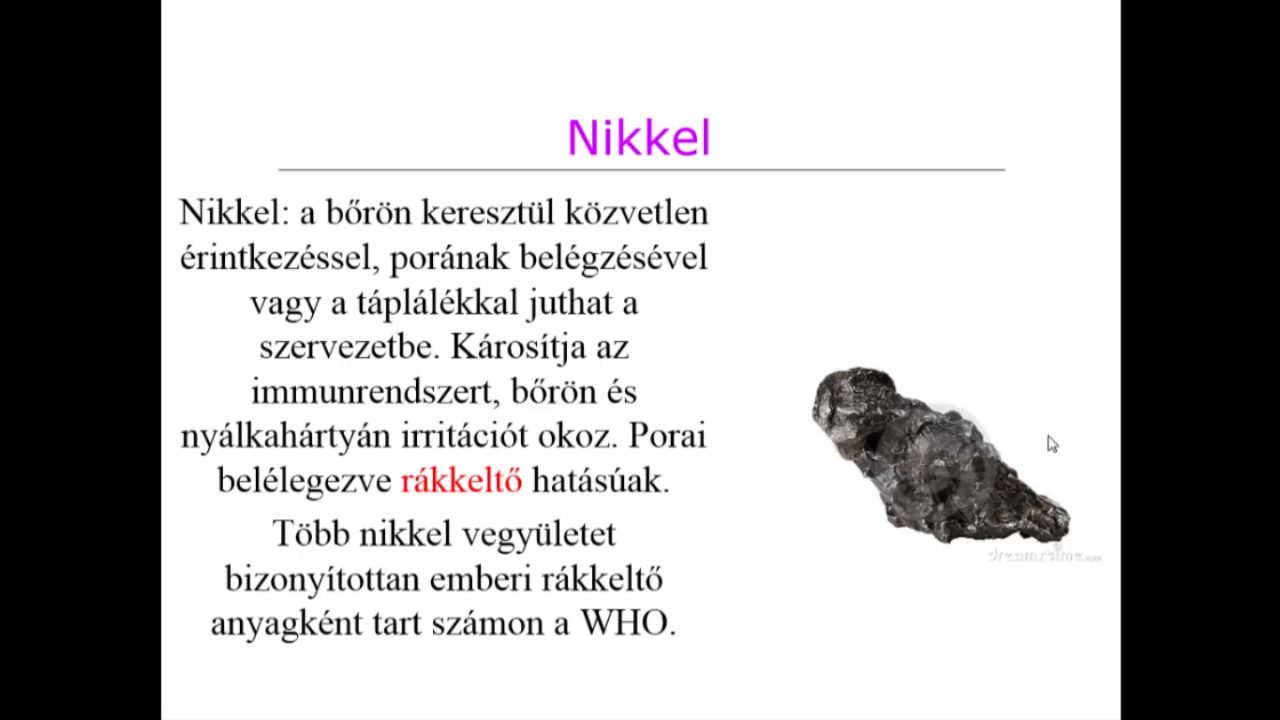 Nikkel
Nikkel: a bőrön keresztül közvetlen
érintkezéssel, porának belégzésével
vagy a táplálékkal juthat a
szervezetbe. Károsítja az
immunrendszert, bőrön és
nyálkahártyán irritációt okoz. Porai
belélegezve rákkeltő hatásúak.
Több nikkel vegyületet
bizonyítottan emberi rákkeltő
anyagként tart számon a WHO.
dreamstime.com